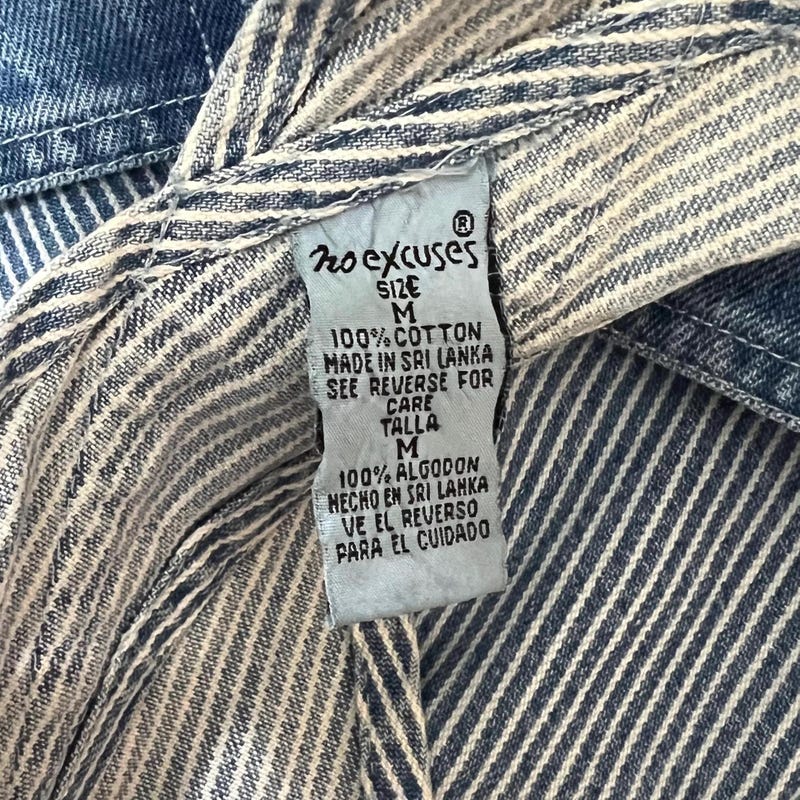 ®
no excuses
SIZE
M
100% COTTON
MADE IN SRI LANKA
SEE REVERSE FOR
CARE
TALLA
M
100% ALGODON
HECHO EN SRI LANKA
VE EL REVERSO
PARA EL CUIDADO